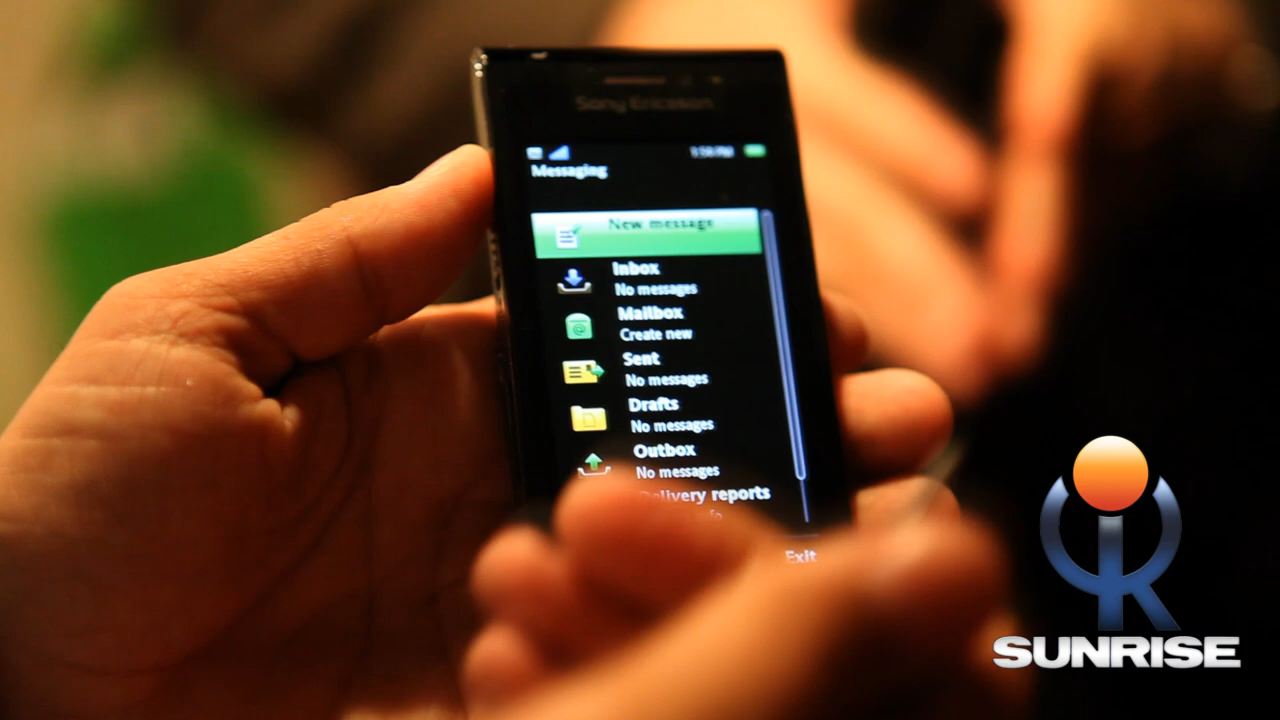 Sony Ericsson
Messaging
New message
Inbox
No messages
Mailbox
Create new
Sent
No messages
Drafts
No messages
Outbox
No messages
Delivery reports
Exit
SUNRISE